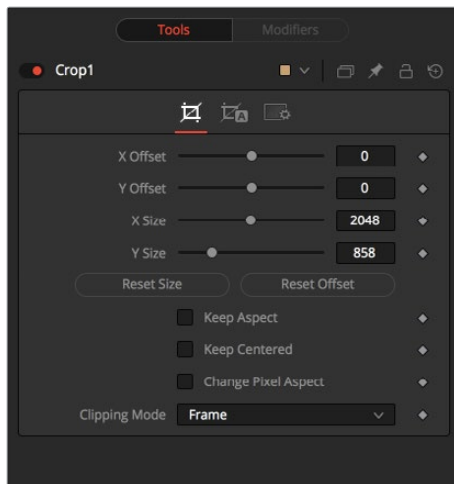 Tools Modifiers
Crop1
A
X Offset 0
Y Offset 0
X Size 2048
Y Size 858
Reset Size Reset Offset
Keep Aspect
Keep Centered
Change Pixel Aspect
Clipping Mode Frame